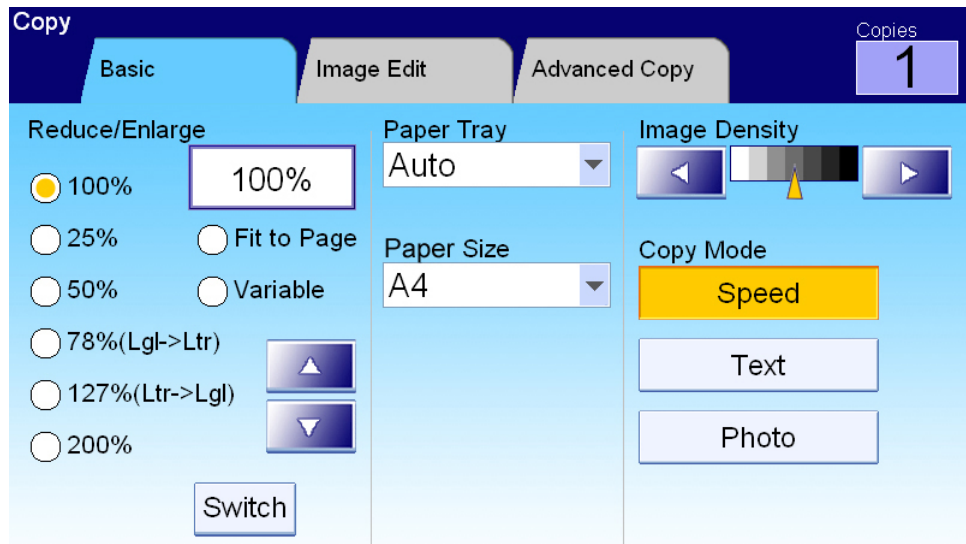 Copy
Copies
1
Basic
Image Edit
Advanced Copy
Reduce/Enlarge
100%
100%
25%
Fit to Page
50%
Variable
78%(Lgl->Ltr)
127%(Ltr->Lgl)
200%
Switch
Paper Tray
Auto
Paper Size
A4
Image Density
Copy Mode
Speed
Text
Photo